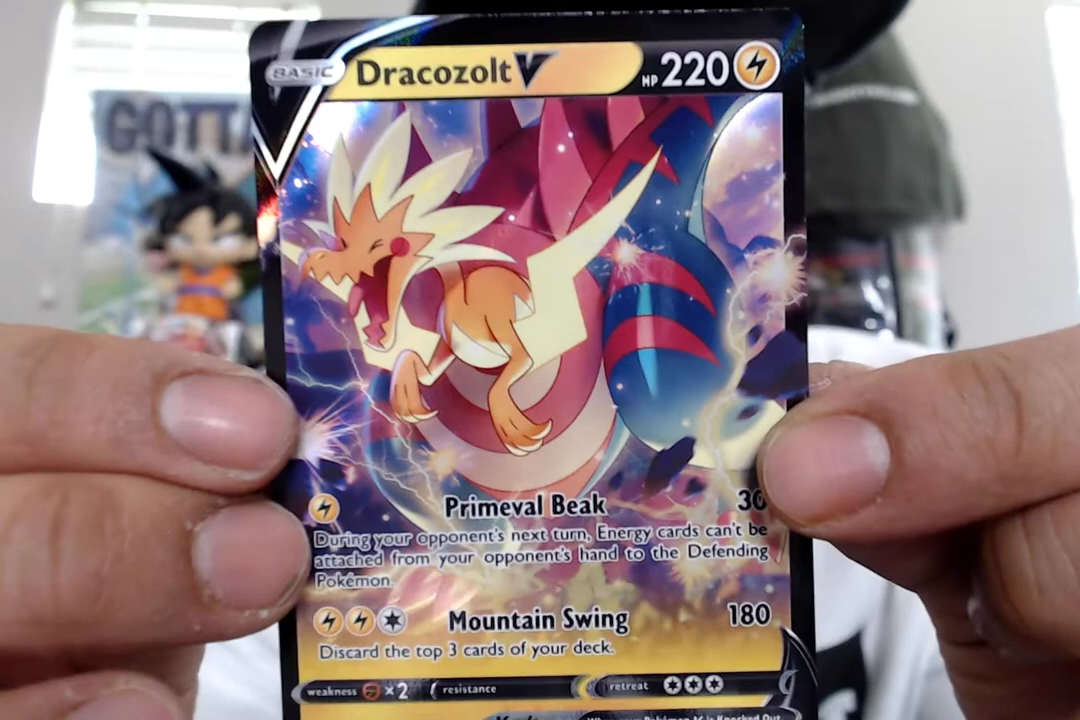 GOTTA
BASIC Dracozolt V HP 220
Primeval Beak 30
During your opponent's next turn, Energy cards can't be
attached from your opponent's hand to the Defending
Pokémon.
Mountain Swing 180
Discard the top 3 cards of your deck.
weakness ×2 resistance retreat